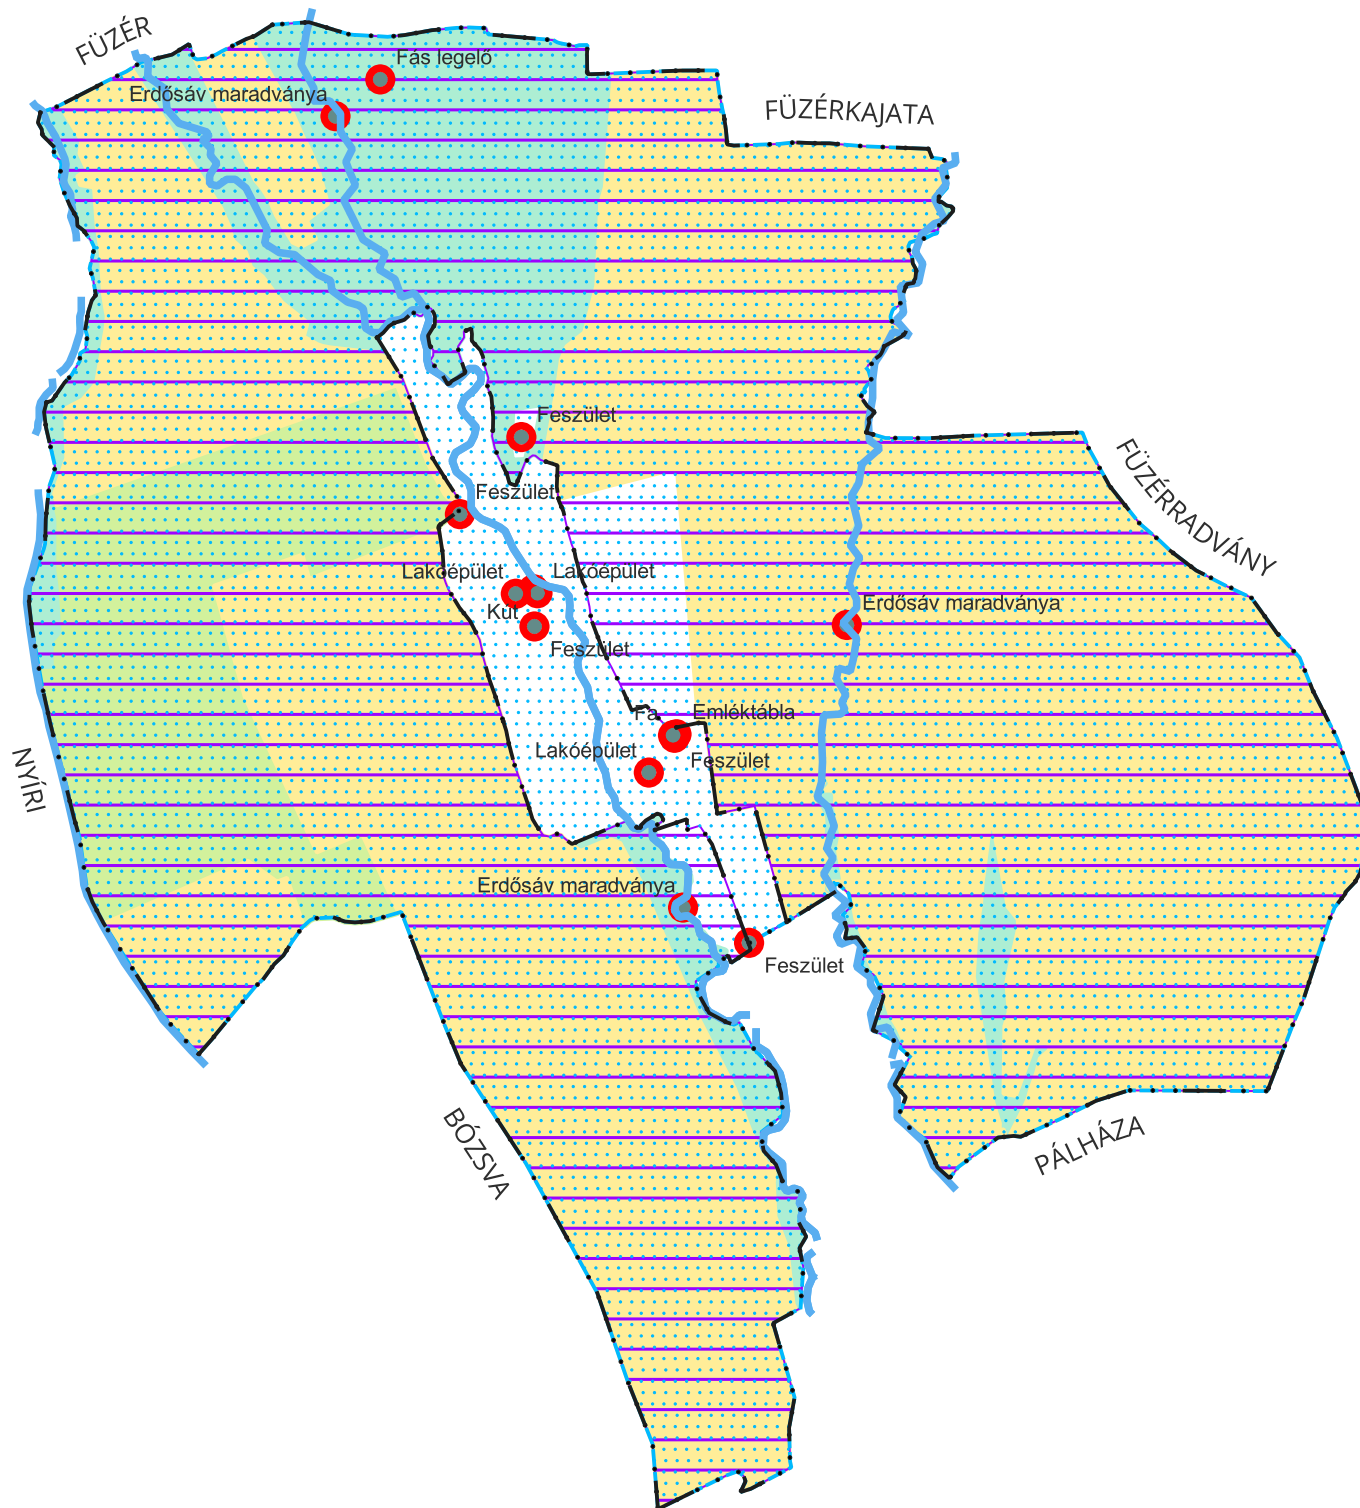 FÜZÉR
Fás legelő
Erdősáv maradványa
FÜZÉRKAJATA
Feszület
FÜZÉRRADVÁNY
Feszület
Lakóépület
Lakóépület
Kút
Erdősáv maradványa
Feszület
Fa
Emléktábla
Lakóépület
Feszület
NYÍRI
Erdősáv maradványa
Feszület
BÓZSVA
PÁLHÁZA